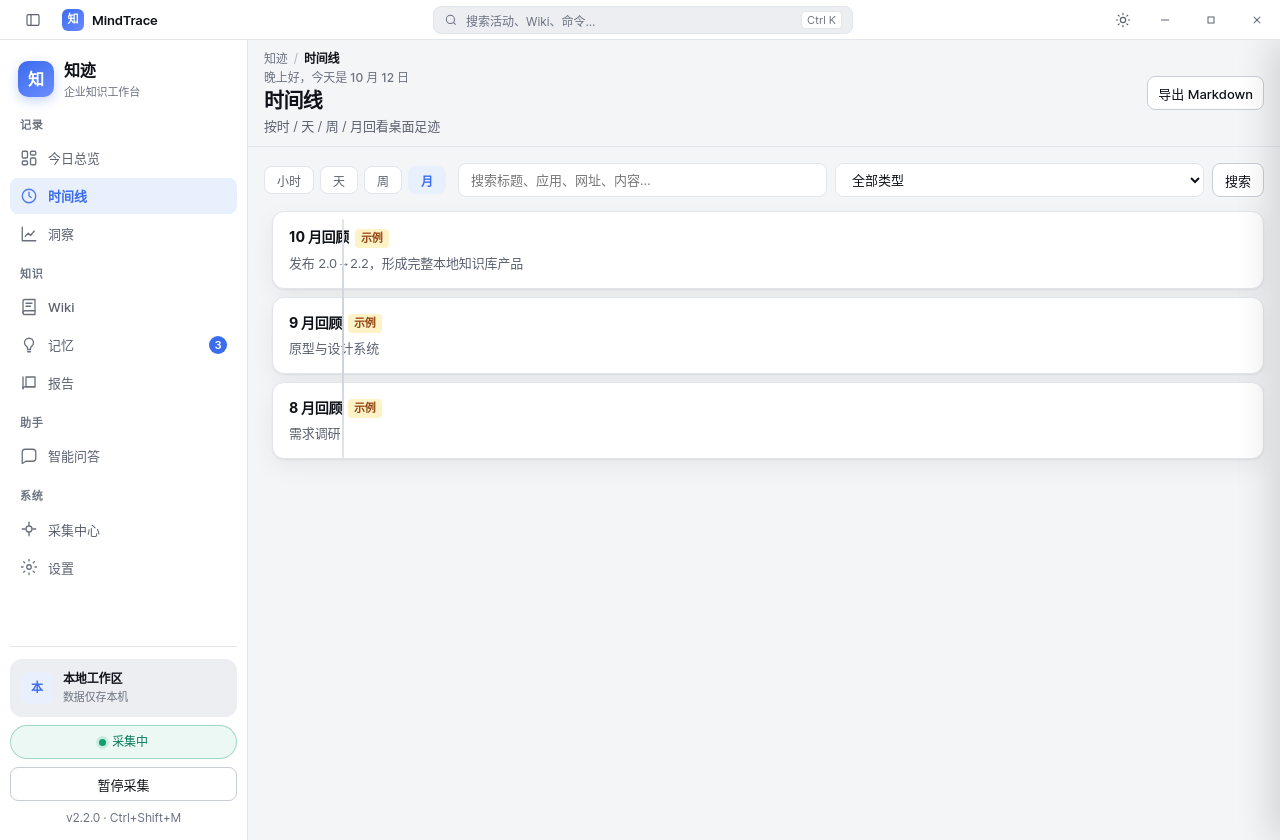 知 MindTrace
搜索活动、Wiki、命令...
Ctrl K
知
知迹
企业知识工作台
记录
今日总览
时间线
洞察
知识
Wiki
记忆
3
报告
助手
智能问答
系统
采集中心
设置
本
本地工作区
数据仅存本机
采集中
暂停采集
v2.2.0 · Ctrl+Shift+M
知迹 / 时间线
晚上好，今天是 10 月 12 日
时间线
按时 / 天 / 周 / 月回看桌面足迹
导出 Markdown
小时 天 周 月
搜索标题、应用、网址、内容...
全部类型
搜索
10 月回顾 示例
发布 2.0→2.2，形成完整本地知识库产品
9 月回顾 示例
原型与设计系统
8 月回顾 示例
需求调研